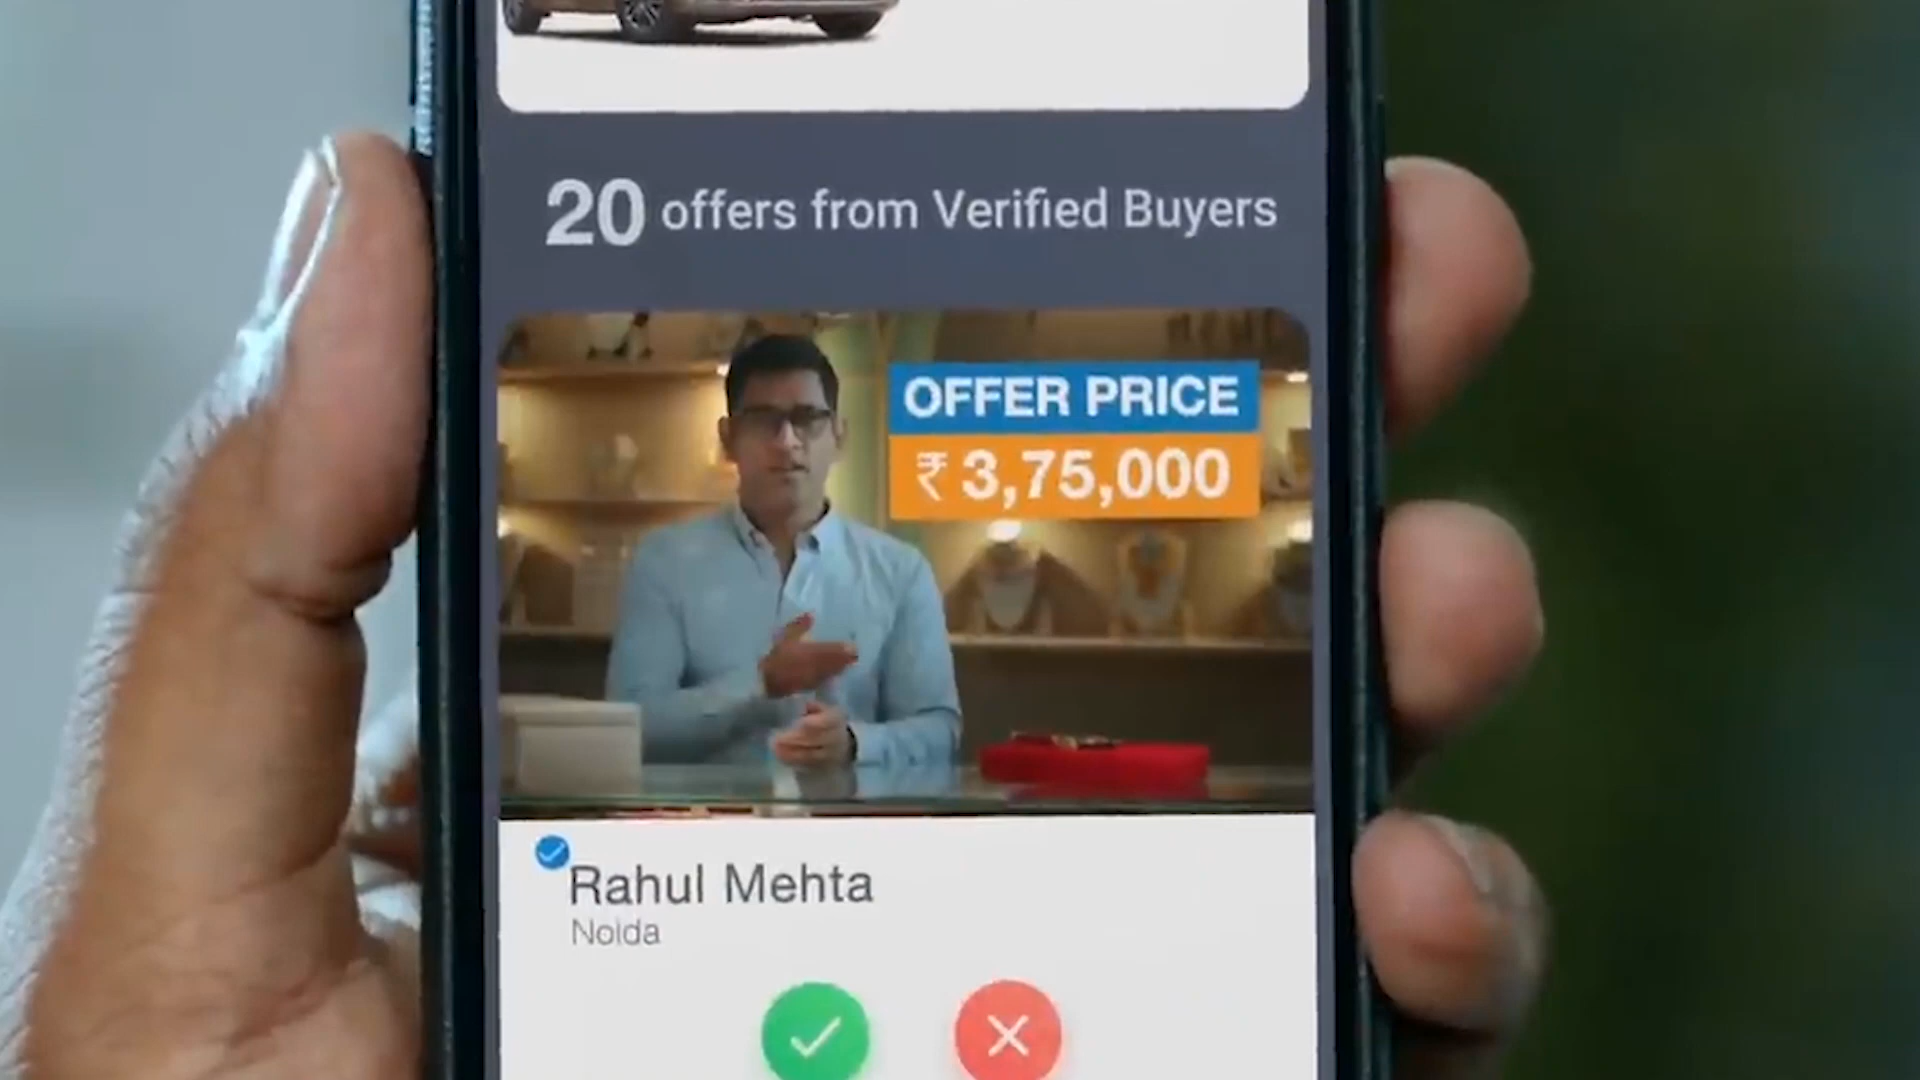 20 offers from Verified Buyers
OFFER PRICE
₹ 3,75,000
Rahul Mehta
Noida